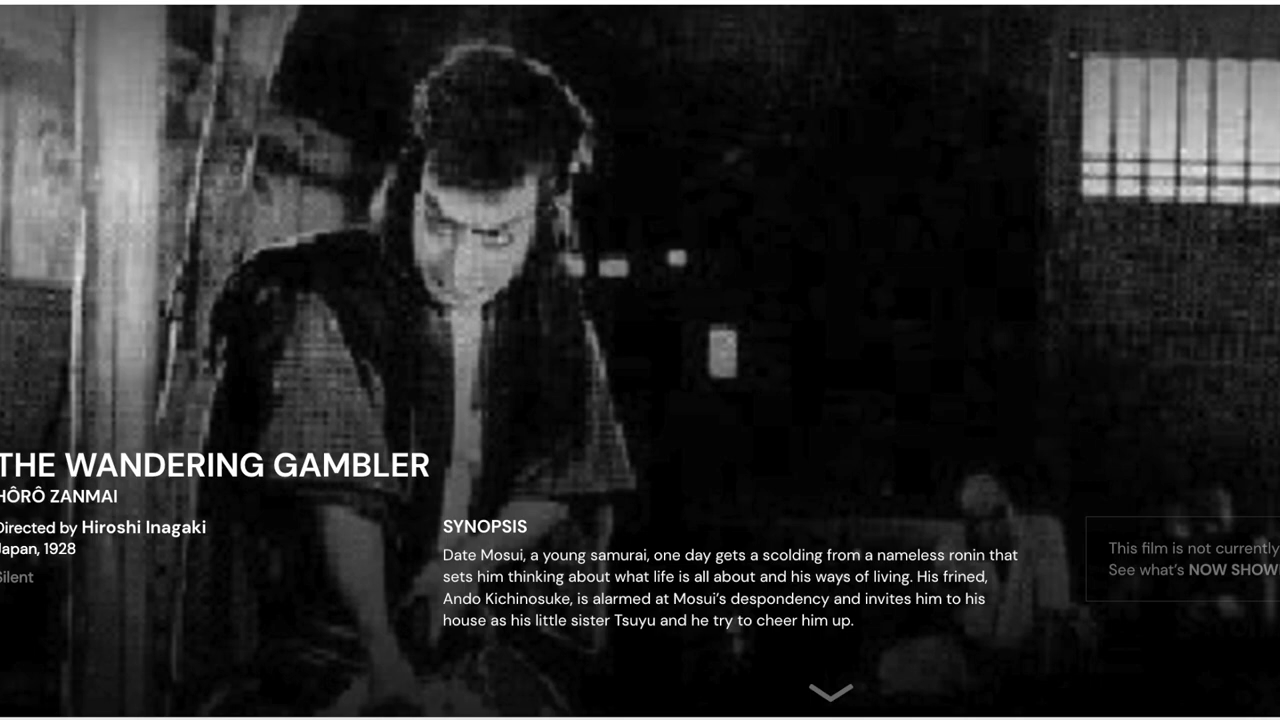 THE WANDERING GAMBLER
HÔRÔ ZANMAI
Directed by Hiroshi Inagaki
Japan, 1928
Silent
SYNOPSIS
Date Mosui, a young samurai, one day gets a scolding from a nameless ronin that
sets him thinking about what life is all about and his ways of living. His frined,
Ando Kichinosuke, is alarmed at Mosui’s despondency and invites him to his
house as his little sister Tsuyu and he try to cheer him up.
This film is not currently
See what’s NOW SHOW